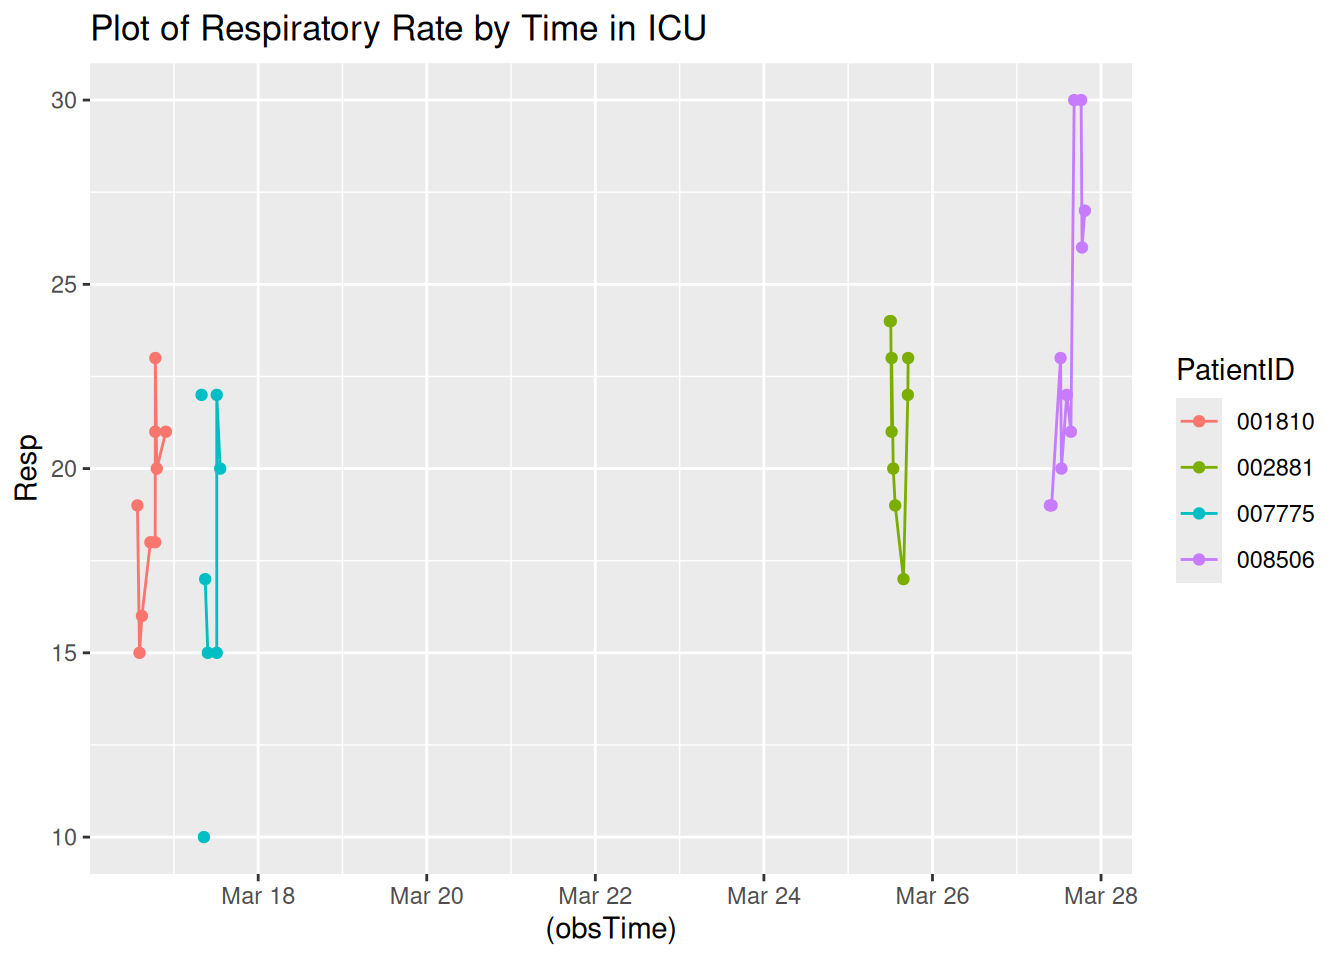 Plot of Respiratory Rate by Time in ICU
30
25
20
15
10
Resp
Mar 18 Mar 20 Mar 22 Mar 24 Mar 26 Mar 28
(obsTime)
PatientID
001810
002881
007775
008506